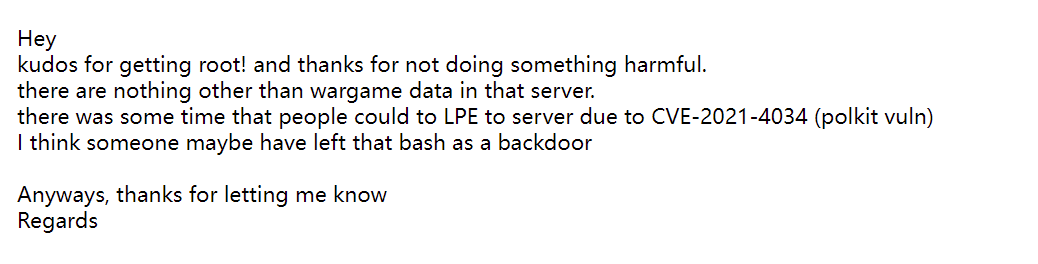 Hey
kudos for getting root! and thanks for not doing something harmful.
there are nothing other than wargame data in that server.
there was some time that people could to LPE to server due to CVE-2021-4034 (polkit vuln)
I think someone maybe have left that bash as a backdoor
Anyways, thanks for letting me know
Regards